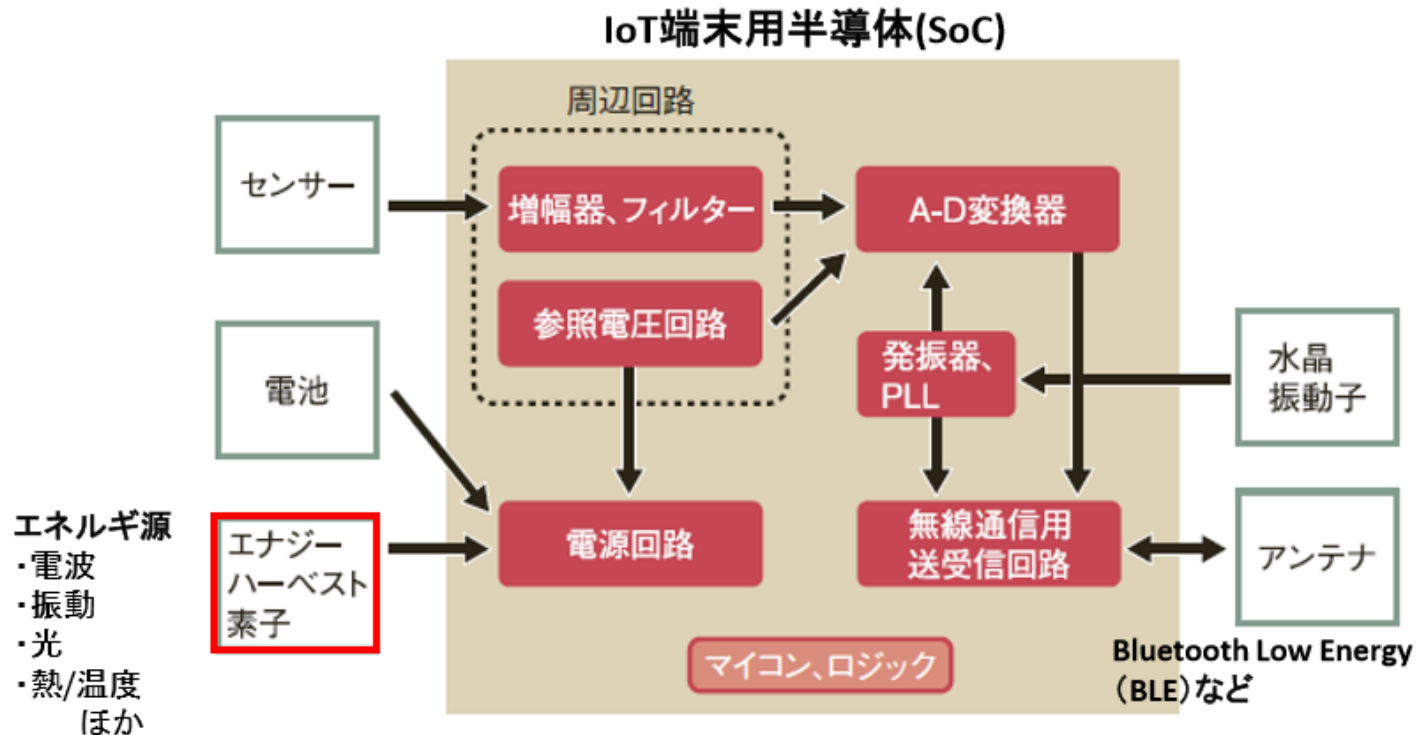 IoT端末用半導体(SoC)
周辺回路
センサー
増幅器、フィルター
A-D変換器
参照電圧回路
発振器、
PLL
水晶
振動子
電池
エネルギ源
・電波
・振動
・光
・熱/温度
ほか
エナジー
ハーベスト
素子
電源回路
無線通信用
送受信回路
アンテナ
マイコン、ロジック
Bluetooth Low Energy
（BLE）など